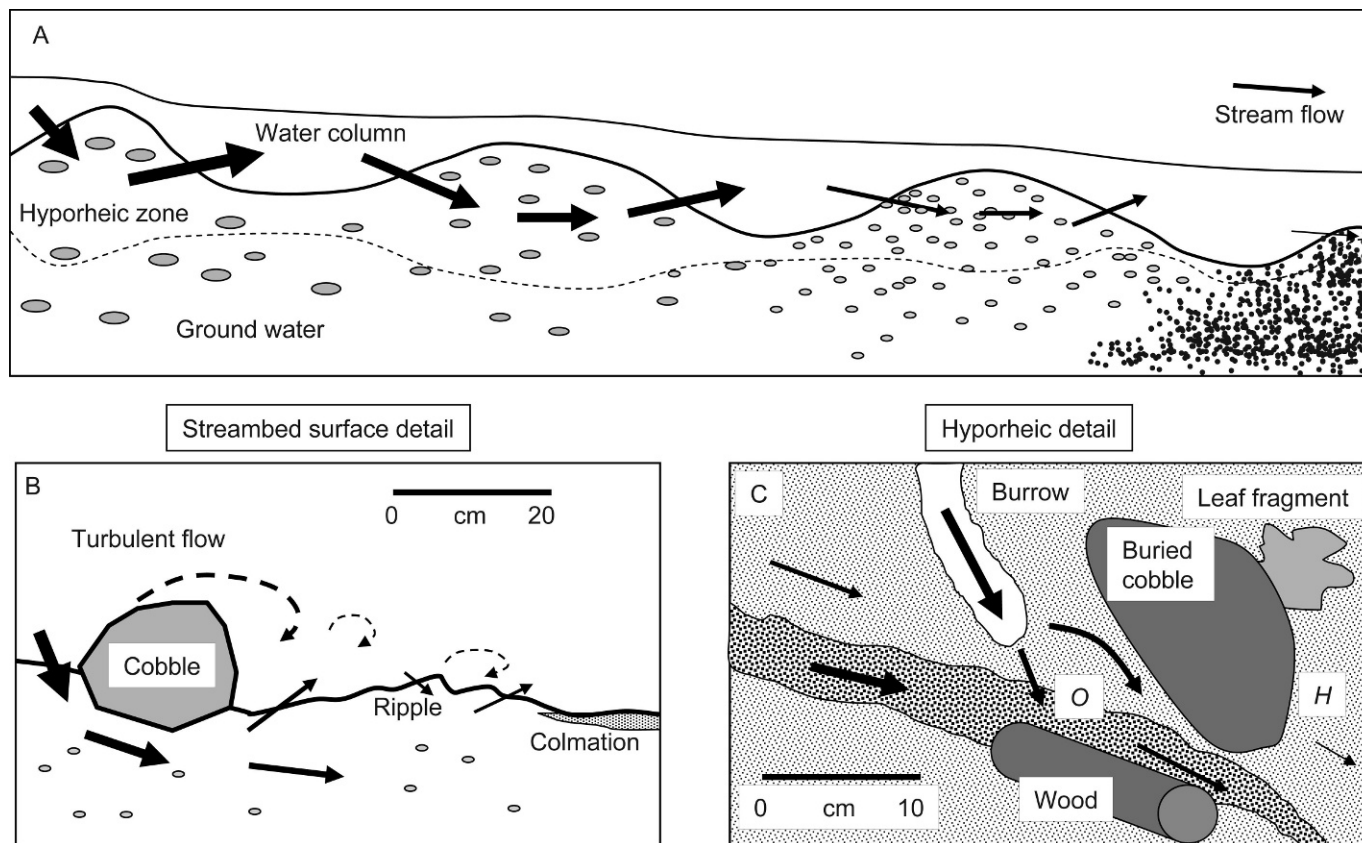 A
Stream flow
Water column
Hyporheic zone
Ground water
Streambed surface detail
Hyporheic detail
B
0 cm 20
Turbulent flow
Cobble
Ripple
Colmation
C
Burrow
Leaf fragment
Buried
cobble
O
H
0 cm 10
Wood